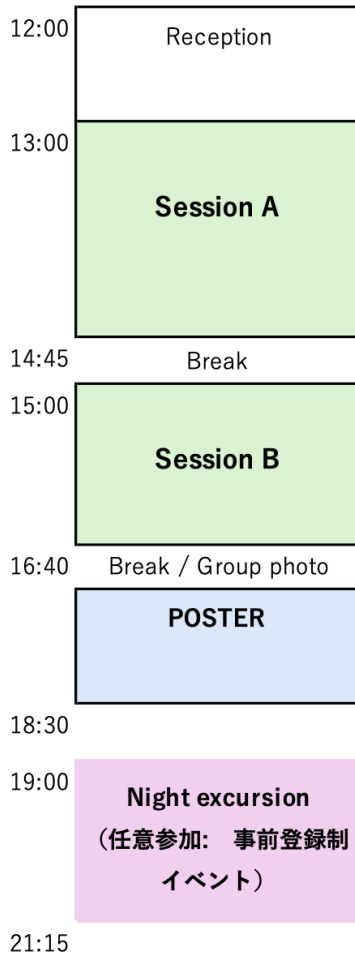 12:00
Reception
13:00
Session A
14:45
Break
15:00
Session B
16:40
Break / Group photo
POSTER
18:30
19:00
Night excursion
（任意参加:　事前登録制
イベント）
21:15